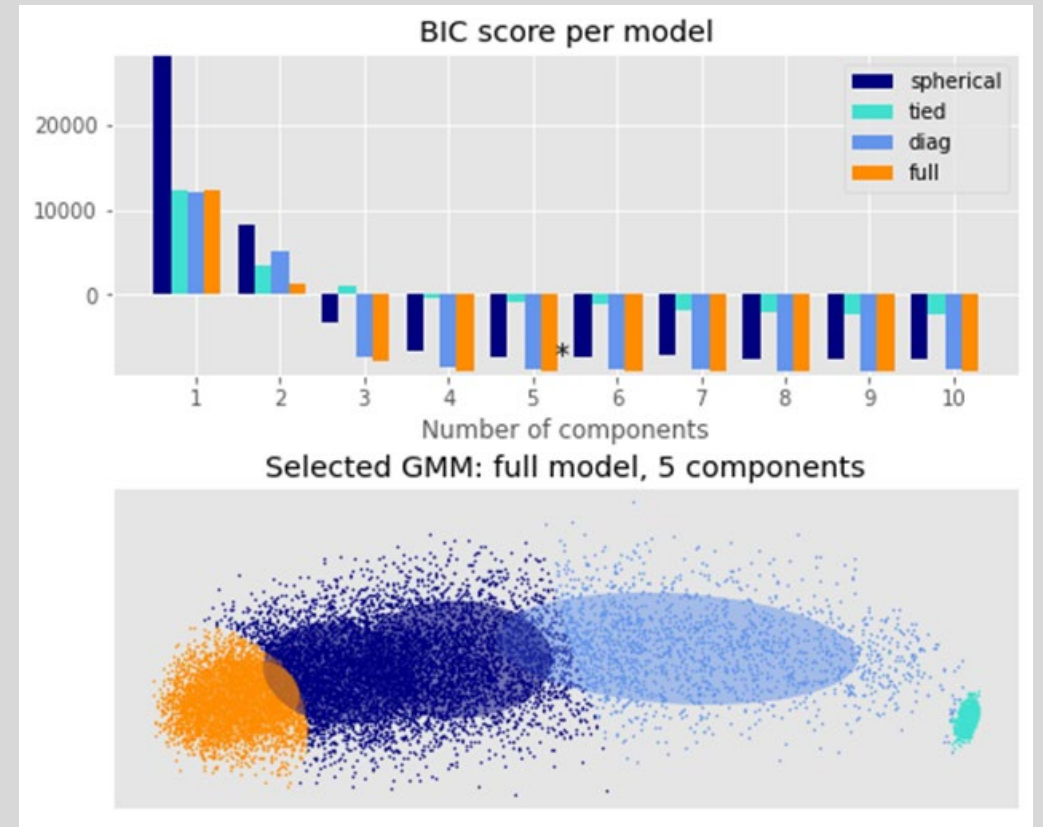 BIC score per model
spherical
tied
diag
full
20000
10000
0
*
1 2 3 4 5 6 7 8 9 10
Number of components
Selected GMM: full model, 5 components